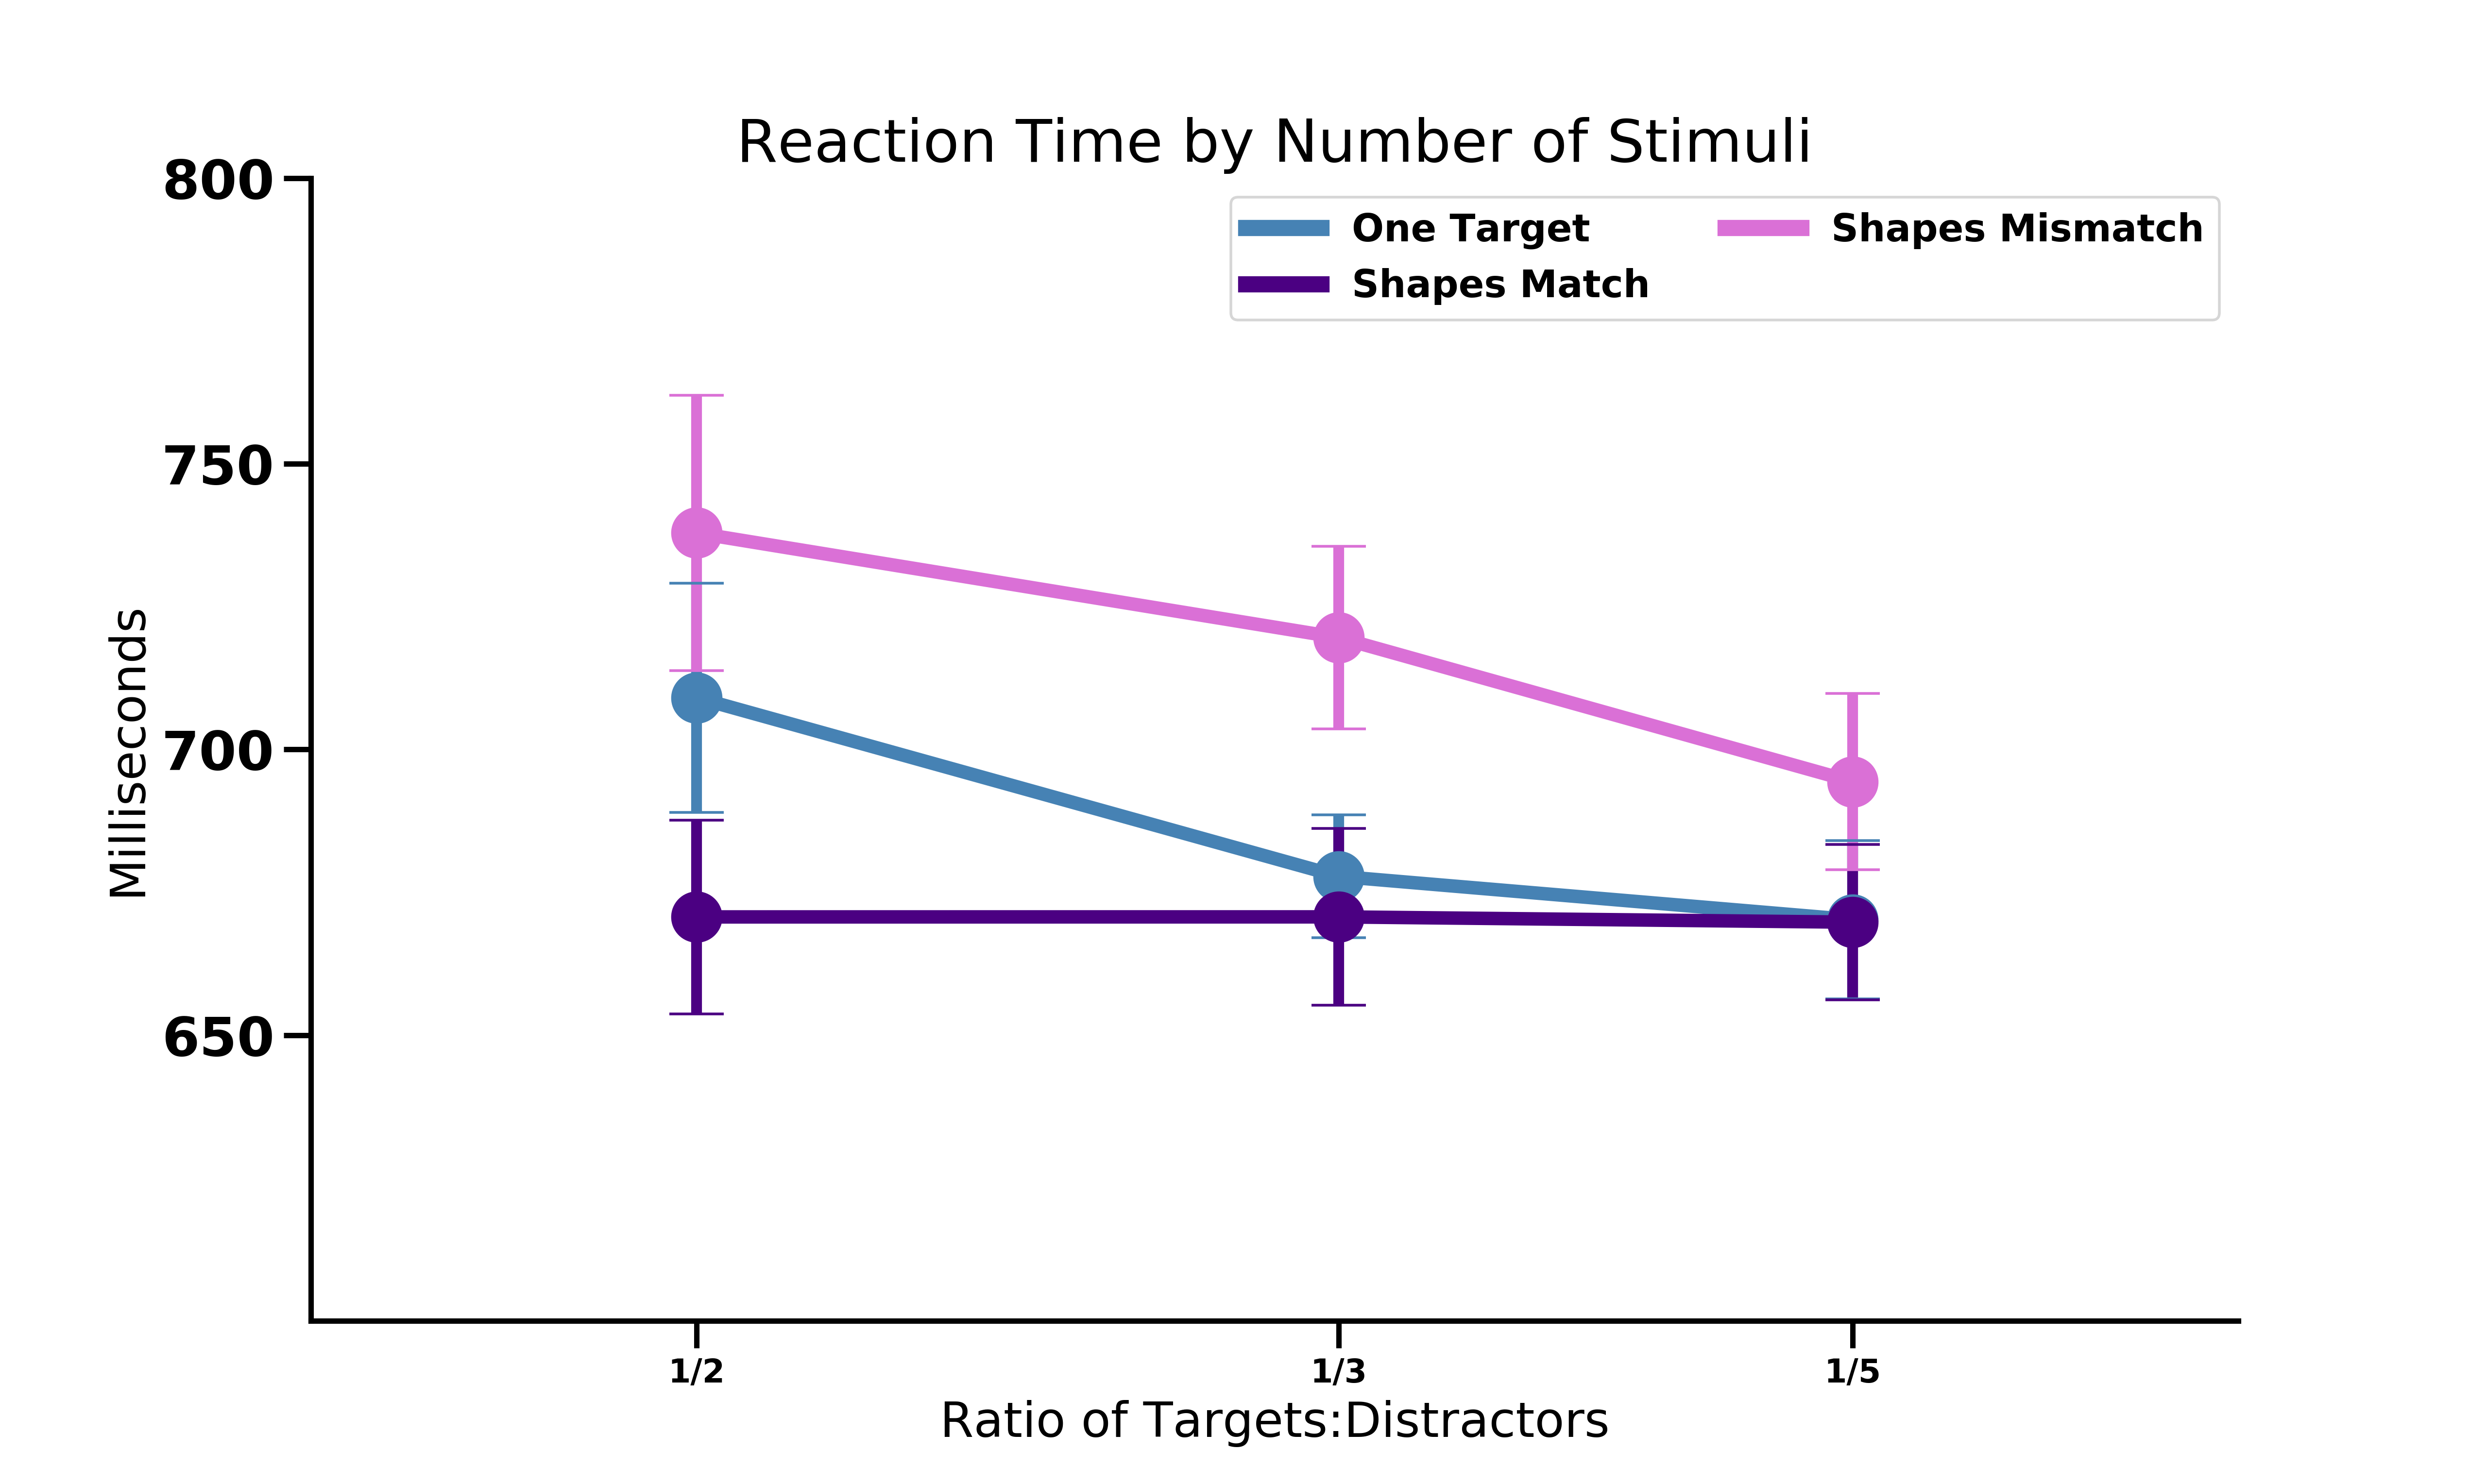 Reaction Time by Number of Stimuli
One Target
Shapes Match
Shapes Mismatch
800
750
700
650
Milliseconds
1/2 1/3 1/5
Ratio of Targets:Distractors